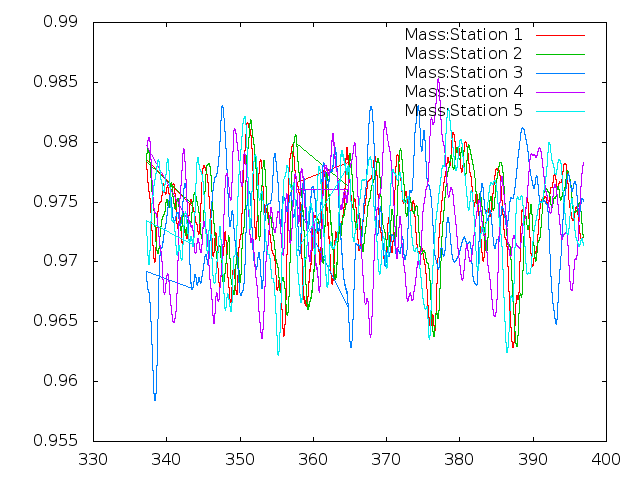 0.99
0.985
0.98
0.975
0.97
0.965
0.96
0.955
330 340 350 360 370 380 390 400
Mass:Station 1
Mass:Station 2
Mass:Station 3
Mass:Station 4
Mass:Station 5